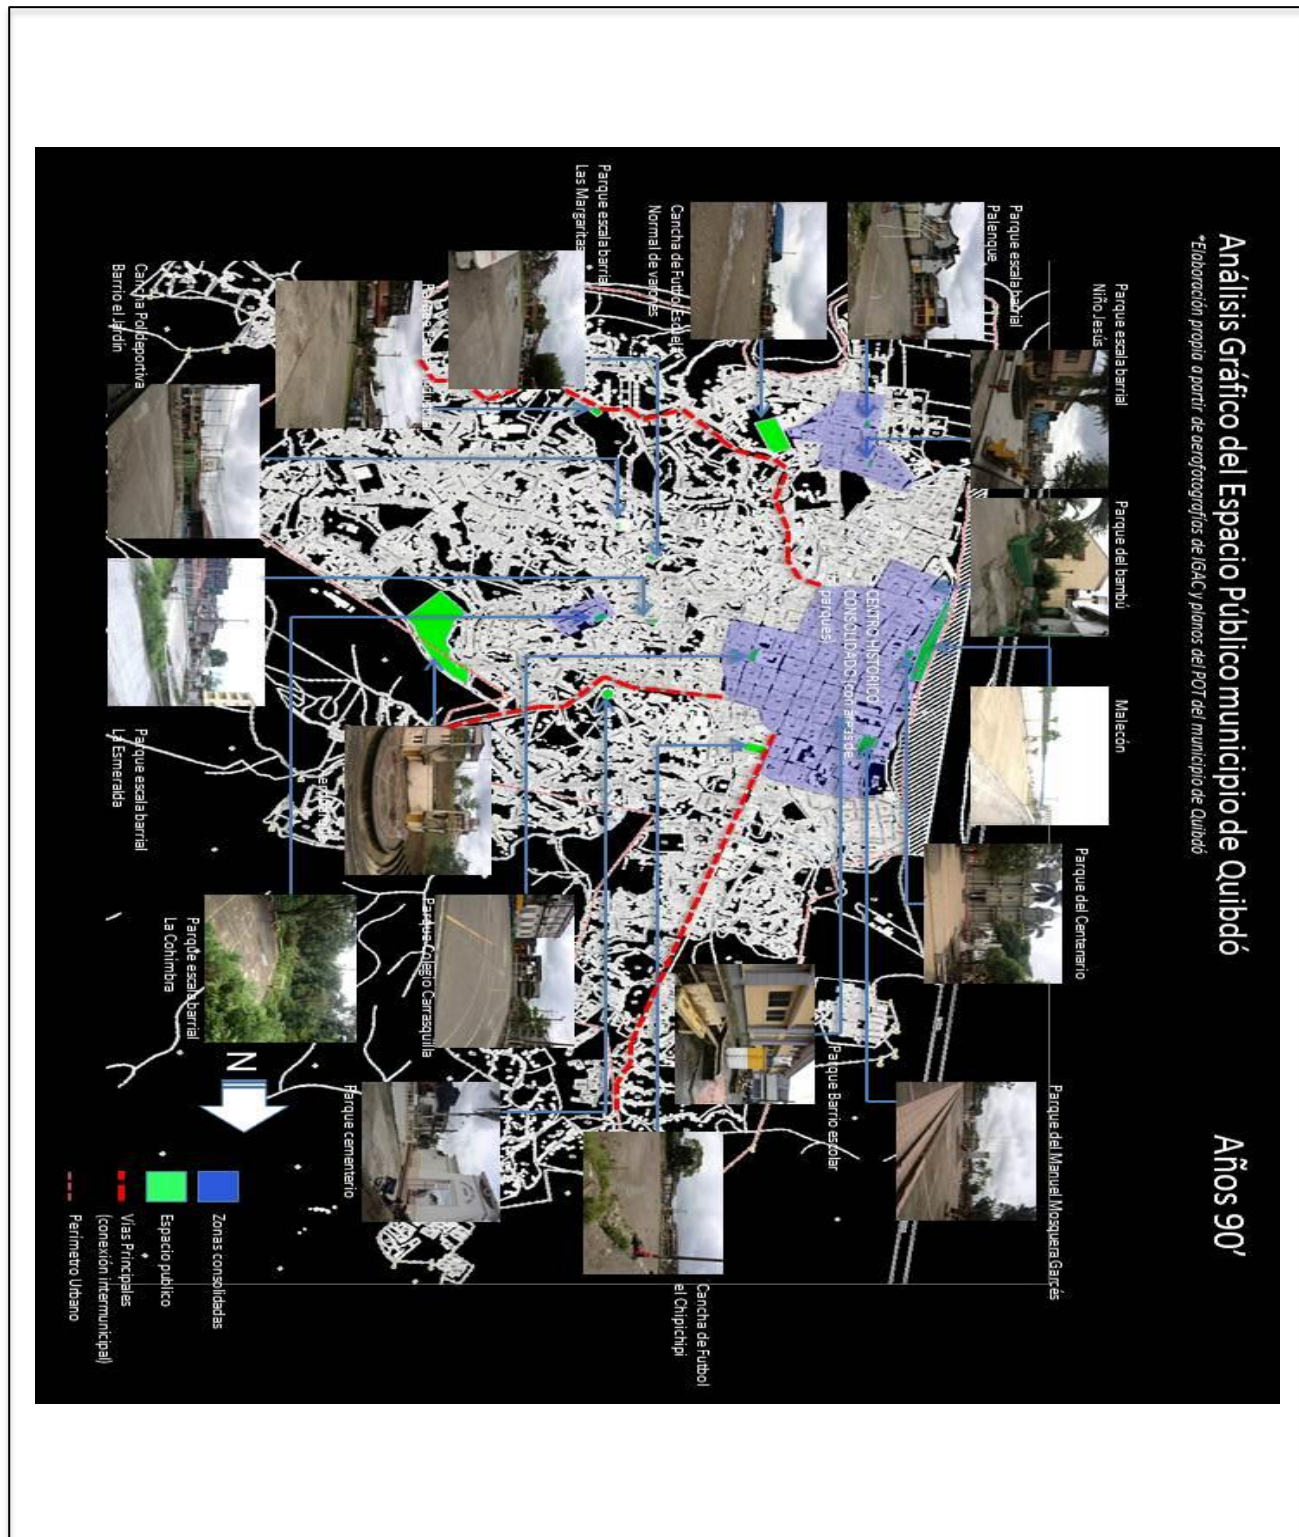 Análisis Gráfico del Espacio Público municipio de Quibdó
Años 90’
*Elaboración propia a partir de aerofotografías de IGAC y planos del POT del municipio de Quibdó
Parque escala barrial
Niño Jesús
Parque del bambú
Malecón
Parque del Centenario
Parque del Manuel Mosquera Garcés
Parque escala barrial
Palenque
Cancha de Futbol Escuela
Normal de varones
Parque escala barrial
Las Margaritas
CENTRO HISTORICO
CONSOLIDADO (con áreas de
parques
Parque Barrio escolar
Cancha de Futbol
el Chipichipi
Parque Colegio Carrasquilla
Parque cementerio
Cancha Polideportiva
Barrio el Jardín
Parque escala barrial
La Esmeralda
Parque escala barrial
La Cohimbra
N
Zonas consolidadas
Espacio publico
Vías Principales
(conexión intermunicipal)
Perímetro Urbano